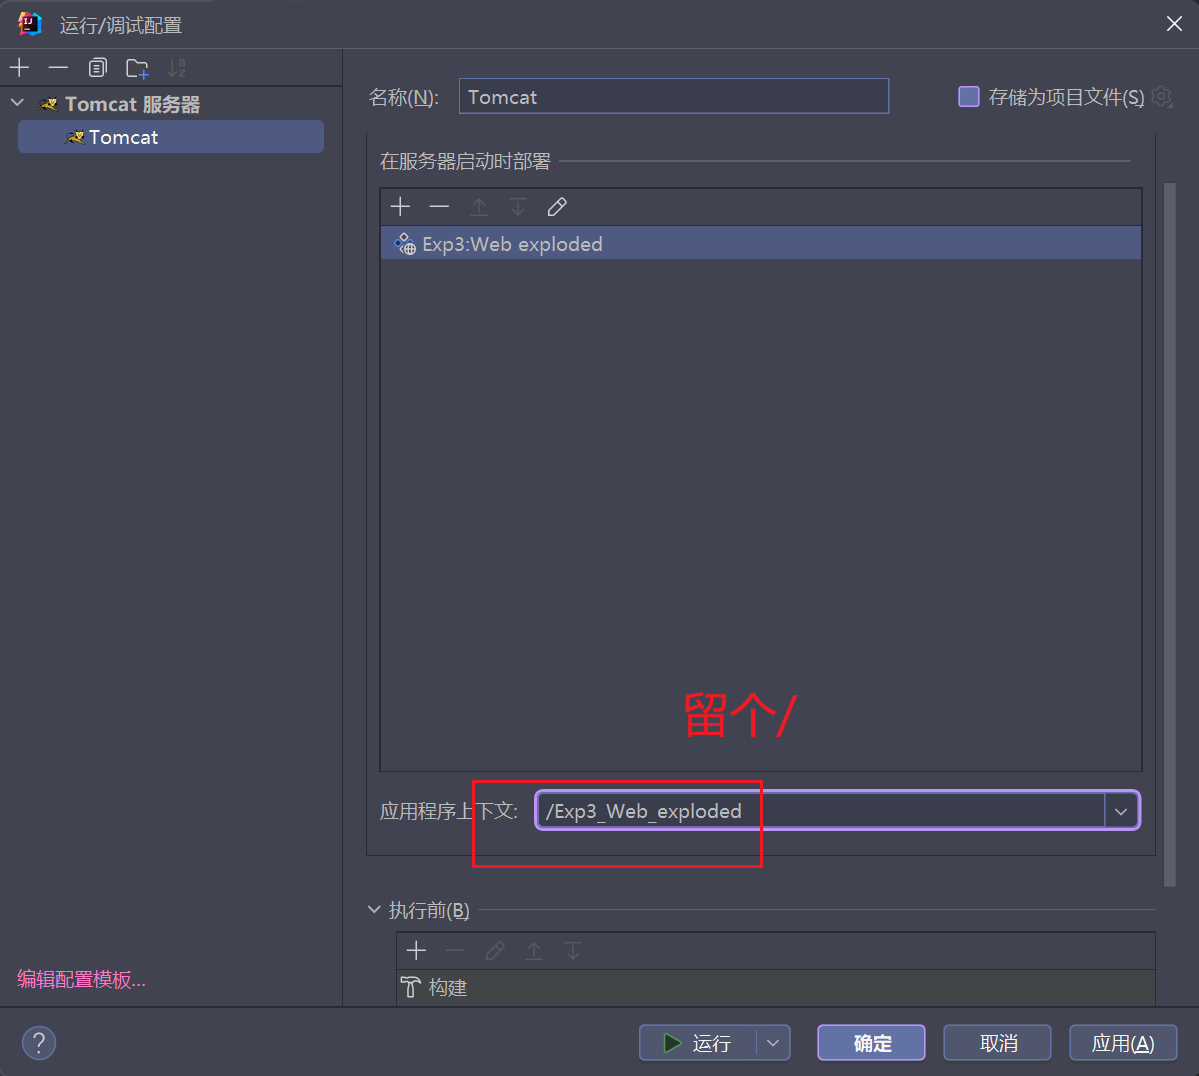 运行/调试配置
Tomcat 服务器
Tomcat
编辑配置模板...
名称(N):
Tomcat
存储为项目文件(S)
在服务器启动时部署
Exp3:Web exploded
留个/
应用程序上下文:
/Exp3_Web_exploded
执行前(B)
构建
?
运行
确定
取消
应用(A)